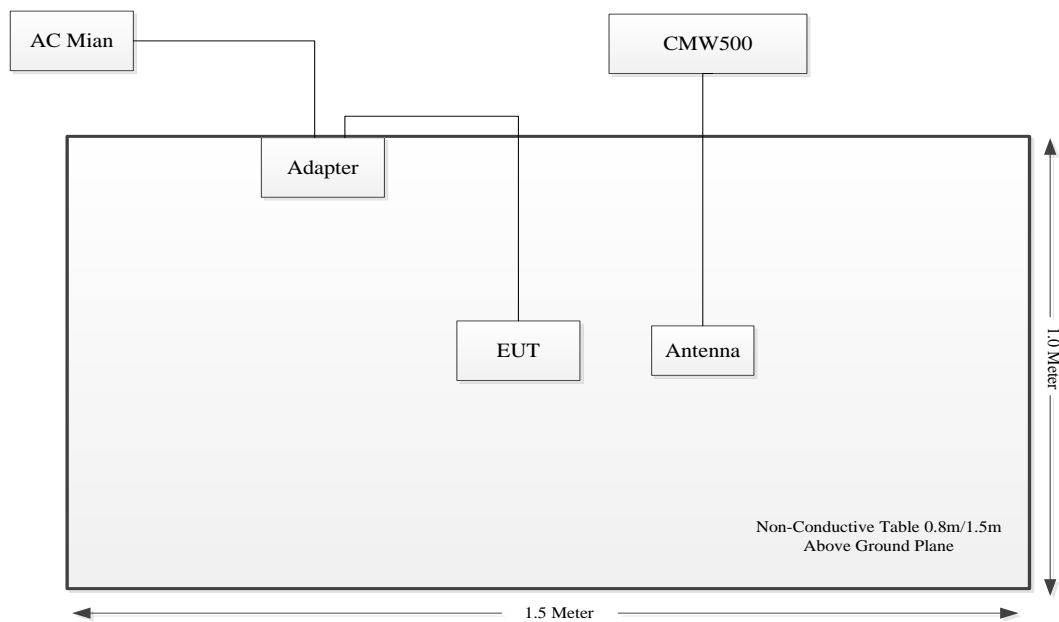 AC Mian
CMW500
Adapter
EUT
Antenna
1.0 Meter
Non-Conductive Table 0.8m/1.5m
Above Ground Plane
1.5 Meter